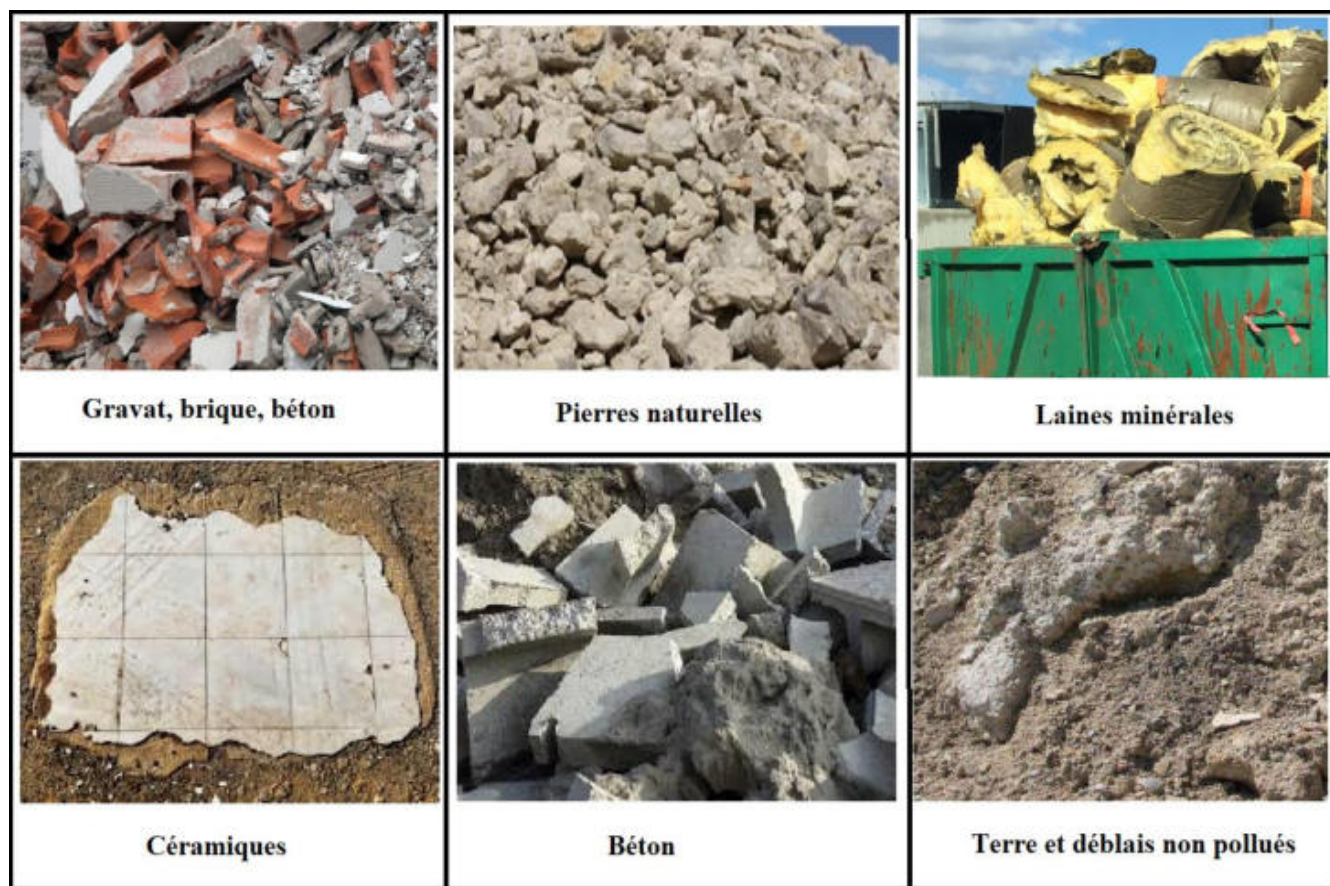 Gravat, brique, béton
Pierres naturelles
Laines minérales
Céramiques
Béton
Terre et déblais non pollués